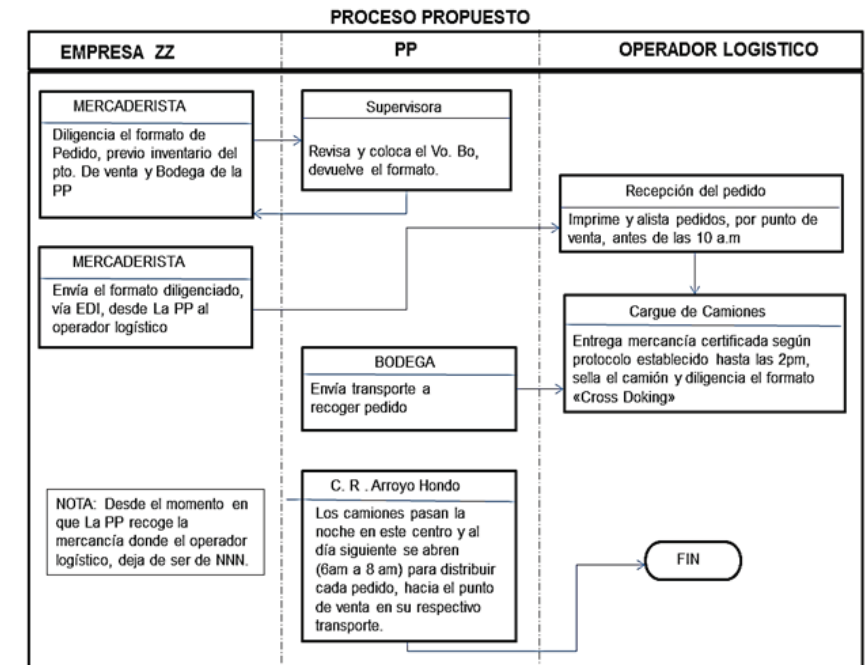 PROCESO PROPUESTO
EMPRESA ZZ
PP
OPERADOR LOGISTICO
MERCADERISTA
Diligencia el formato de
Pedido, previo inventario del
pto. De venta y Bodega de la
PP
Supervisora
Revisa y coloca el Vo. Bo,
devuelve el formato.
Recepción del pedido
Imprime y alista pedidos, por punto de
venta, antes de las 10 a.m
MERCADERISTA
Envía el formato diligenciado,
vía EDI, desde La PP al
operador logístico
Cargue de Camiones
Entrega mercancía certificada según
protocolo establecido hasta las 2pm,
sella el camión y diligencia el formato
«Cross Doking»
BODEGA
Envía transporte a
recoger pedido
C. R . Arroyo Hondo
Los camiones pasan la
noche en este centro y al
día siguiente se abren
(6am a 8 am) para distribuir
cada pedido, hacia el punto
de venta en su respectivo
transporte.
NOTA: Desde el momento en
que La PP recoge la
mercancía donde el operador
logístico, deja de ser de NNN.
FIN